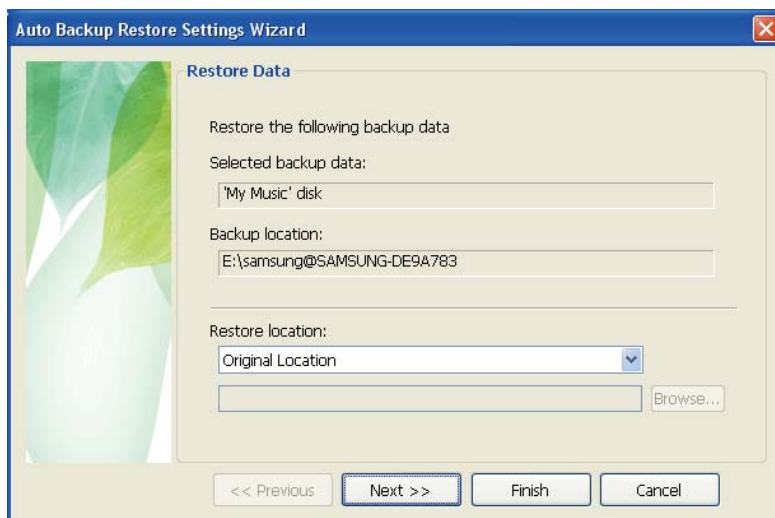 Auto Backup Restore Settings Wizard
Restore Data
Restore the following backup data
Selected backup data:
'My Music' disk
Backup location:
E:\samsung@SAMSUNG-DE9A783
Restore location:
Original Location
Browse...
<< Previous
Next >>
Finish
Cancel